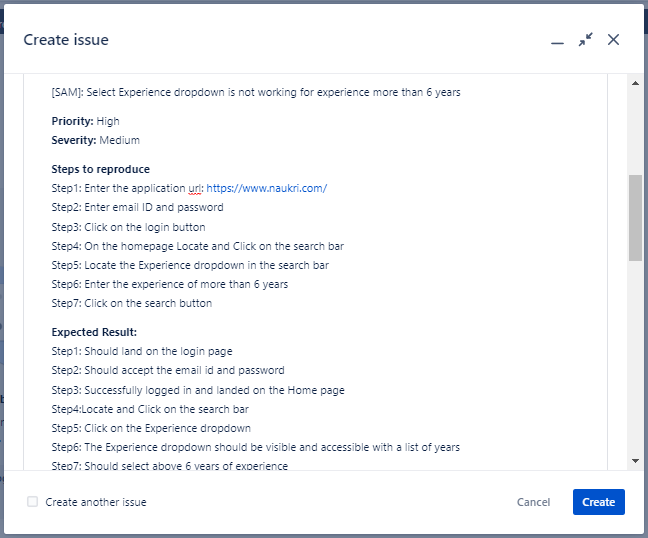 Create issue
[SAM]: Select Experience dropdown is not working for experience more than 6 years
Priority: High
Severity: Medium
Steps to reproduce
Step1: Enter the application url: https://www.naukri.com/
Step2: Enter email ID and password
Step3: Click on the login button
Step4: On the homepage Locate and Click on the search bar
Step5: Locate the Experience dropdown in the search bar
Step6: Enter the experience of more than 6 years
Step7: Click on the search button
Expected Result:
Step1: Should land on the login page
Step2: Should accept the email id and password
Step3: Successfully logged in and landed on the Home page
Step4:Locate and Click on the search bar
Step5: Click on the Experience dropdown
Step6: The Experience dropdown should be visible and accessible with a list of years
Step7: Should select above 6 years of experience
Create another issue
Cancel
Create